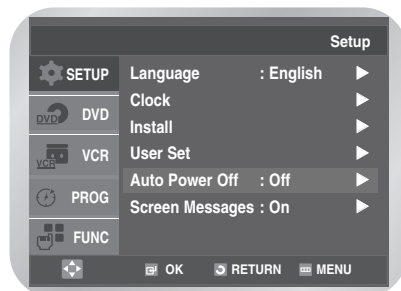 Setup
SETUP
DVD
DVD
VCR
VCR
PROG
FUNC
Language : English
Clock
Install
User Set
Auto Power Off : Off
Screen Messages : On
OK RETURN MENU